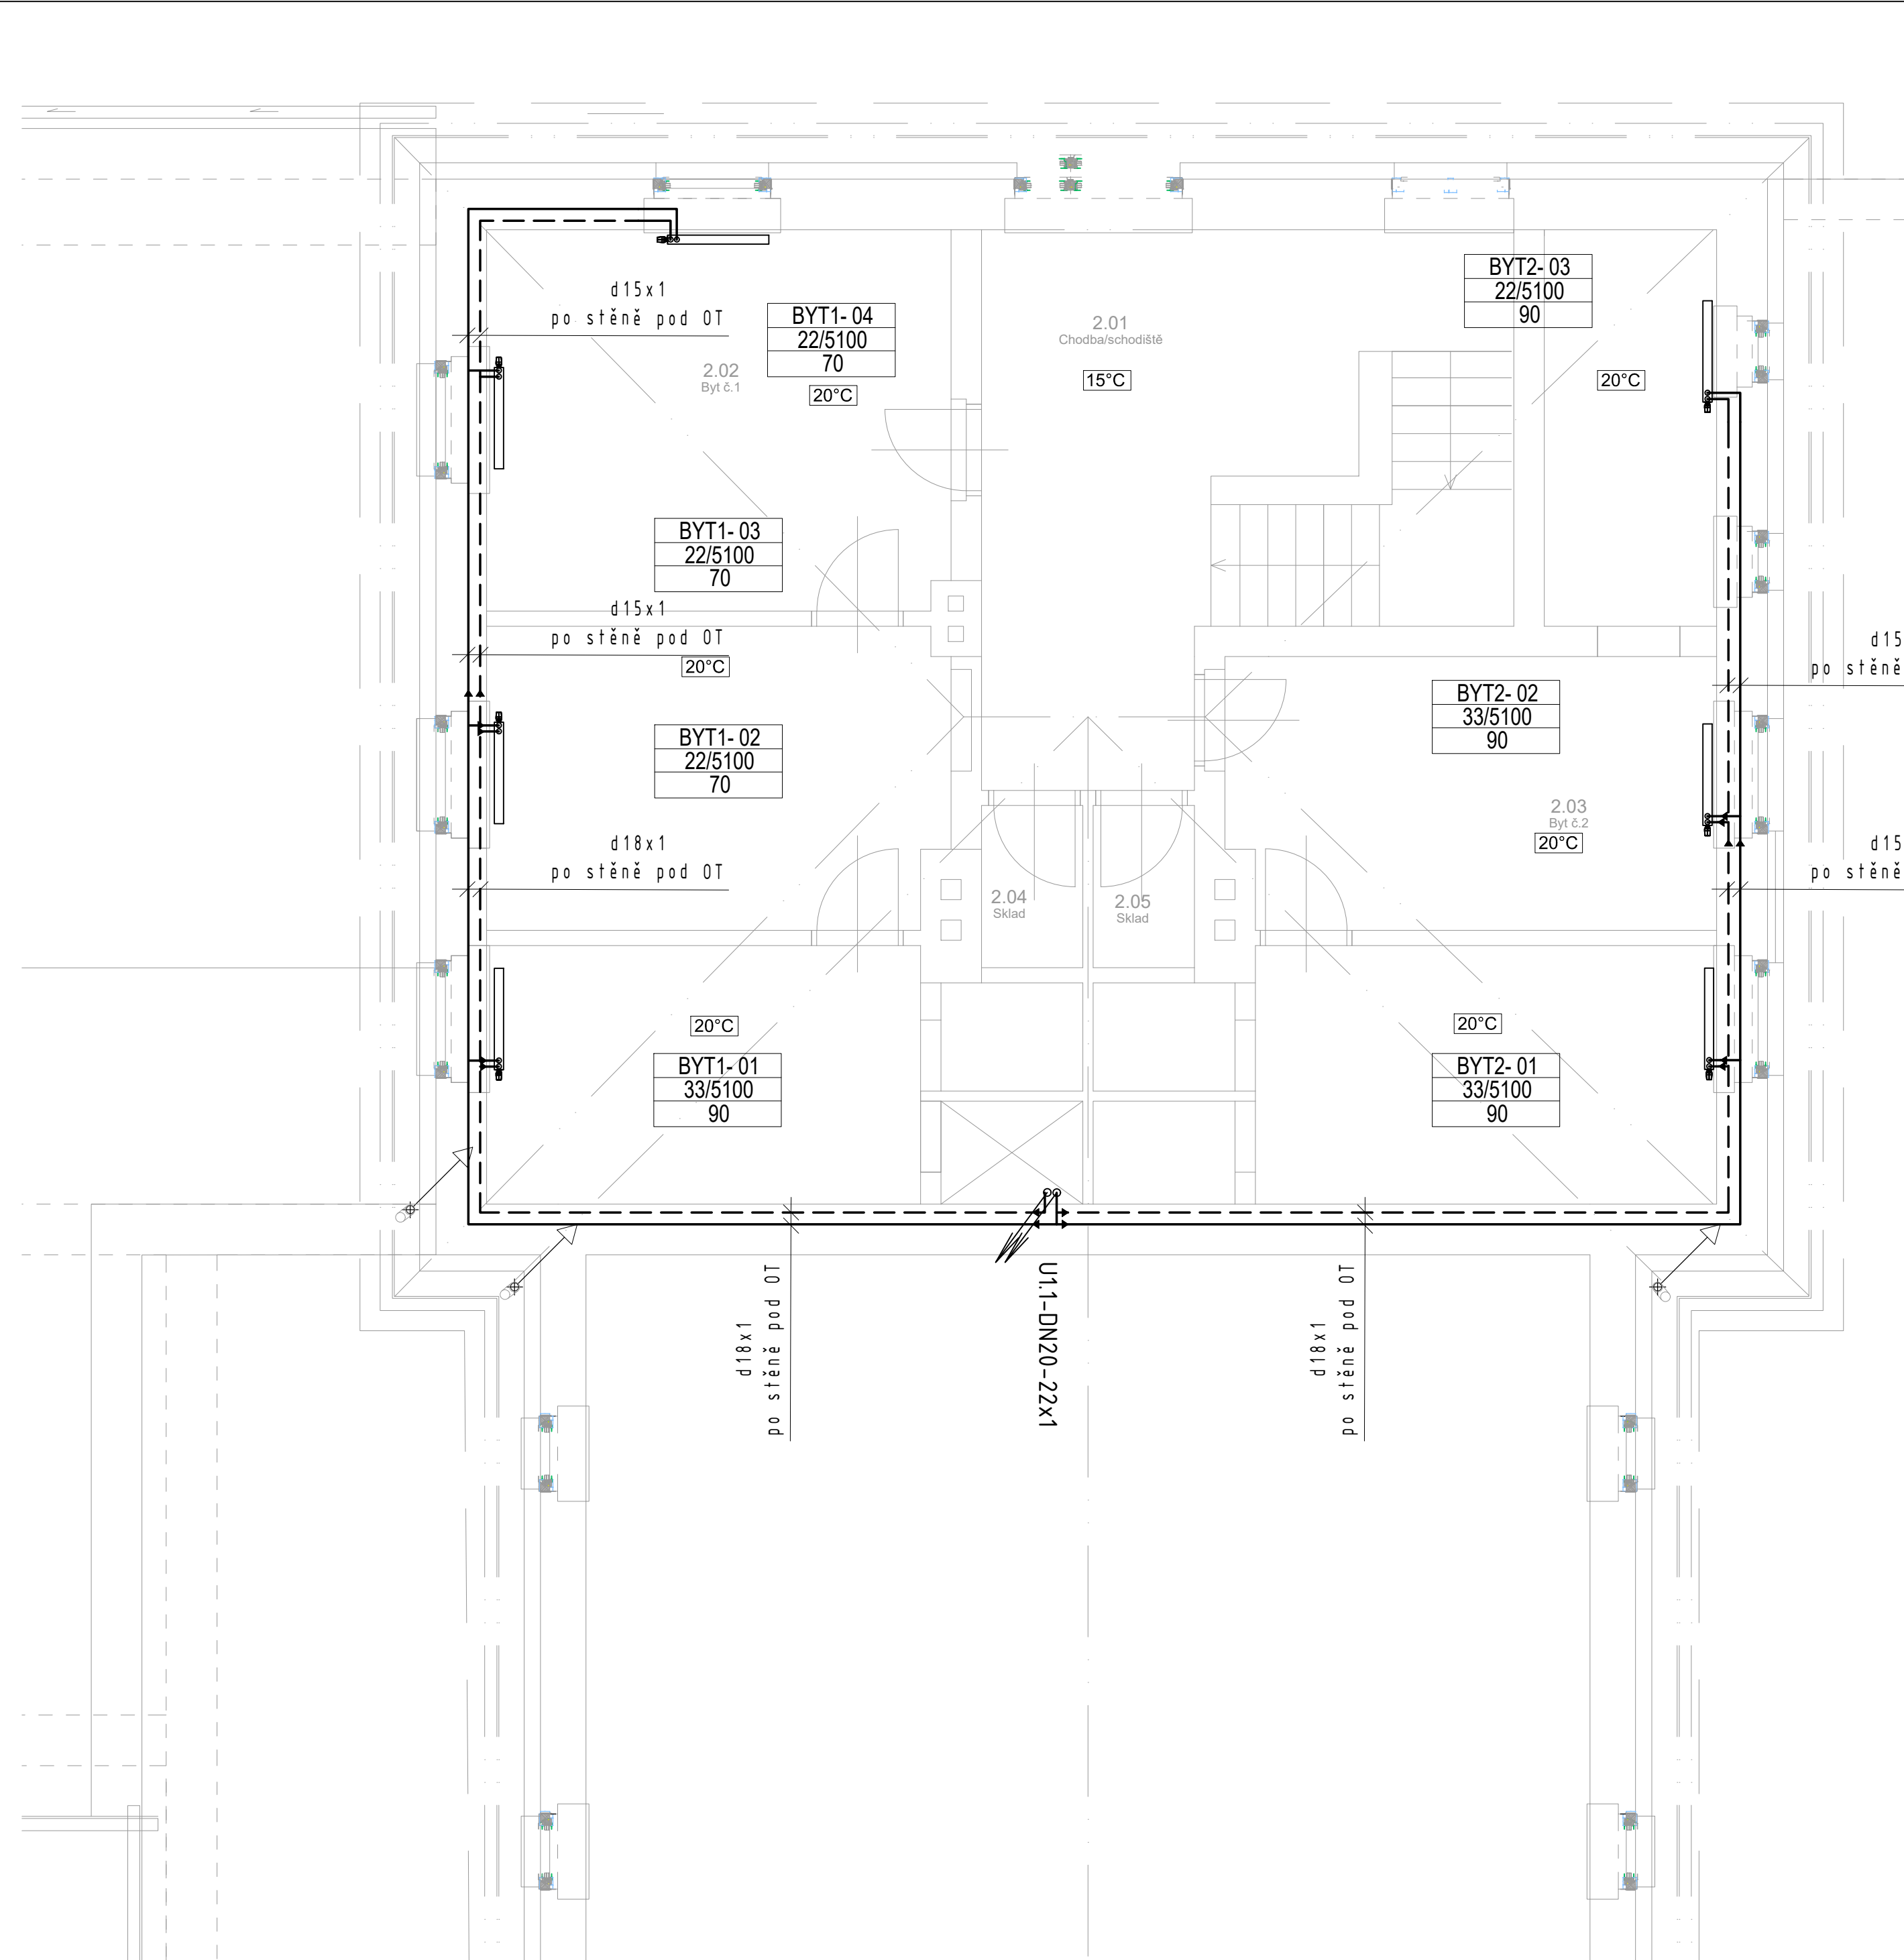 BYT2- 03
22/5100
90
d15x1
po stěně pod OT
BYT1- 04
22/5100
70
20°C
2.01
Chodba/schodiště
15°C
2.02
Byt č.1
20°C
BYT1- 03
22/5100
70
d15x1
po stěně pod OT
20°C
d15
po stěně
BYT2- 02
33/5100
90
BYT1- 02
22/5100
70
2.03
Byt č.2
20°C
d18x1
po stěně pod OT
d15
po stěně
2.04
Sklad
2.05
Sklad
20°C
20°C
BYT1- 01
33/5100
90
BYT2- 01
33/5100
90
d18x1
po stěně pod OT
U1.1-DN20-22x1
d18x1
po stěně pod OT